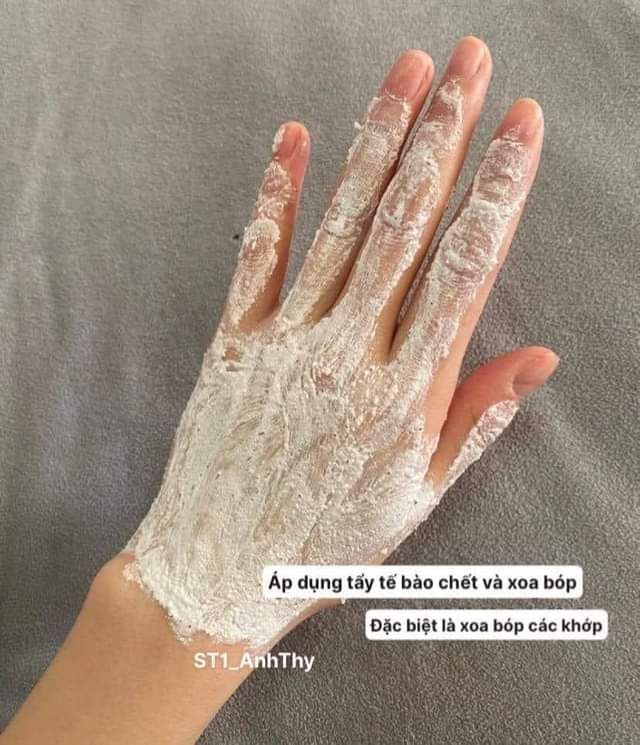 Áp dụng tẩy tế bào chết và xoa bóp
Đặc biệt là xoa bóp các khớp
ST1_AnhThy